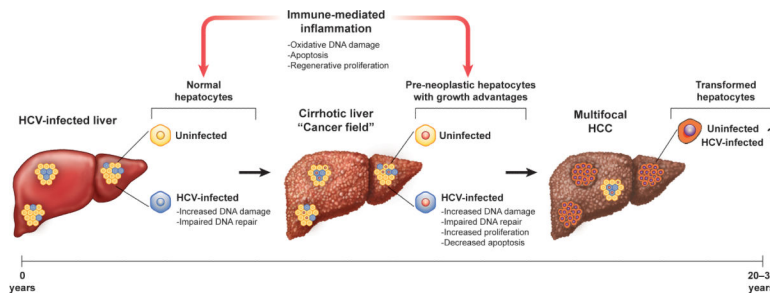 Immune-mediated
inflammation
-Oxidative DNA damage
-Apoptosis
-Regenerative proliferation
Normal
hepatocytes
Pre-neoplastic hepatocytes
with growth advantages
Transformed
hepatocytes
HCV-infected liver
Cirrhotic liver
"Cancer field"
Multifocal
HCC
Uninfected
Uninfected
Uninfected
HCV-infected
HCV-infected
-Increased DNA damage
-Impaired DNA repair
HCV-infected
-Increased DNA damage
-Impaired DNA repair
-Increased proliferation
-Decreased apoptosis
0
years
20–3
years